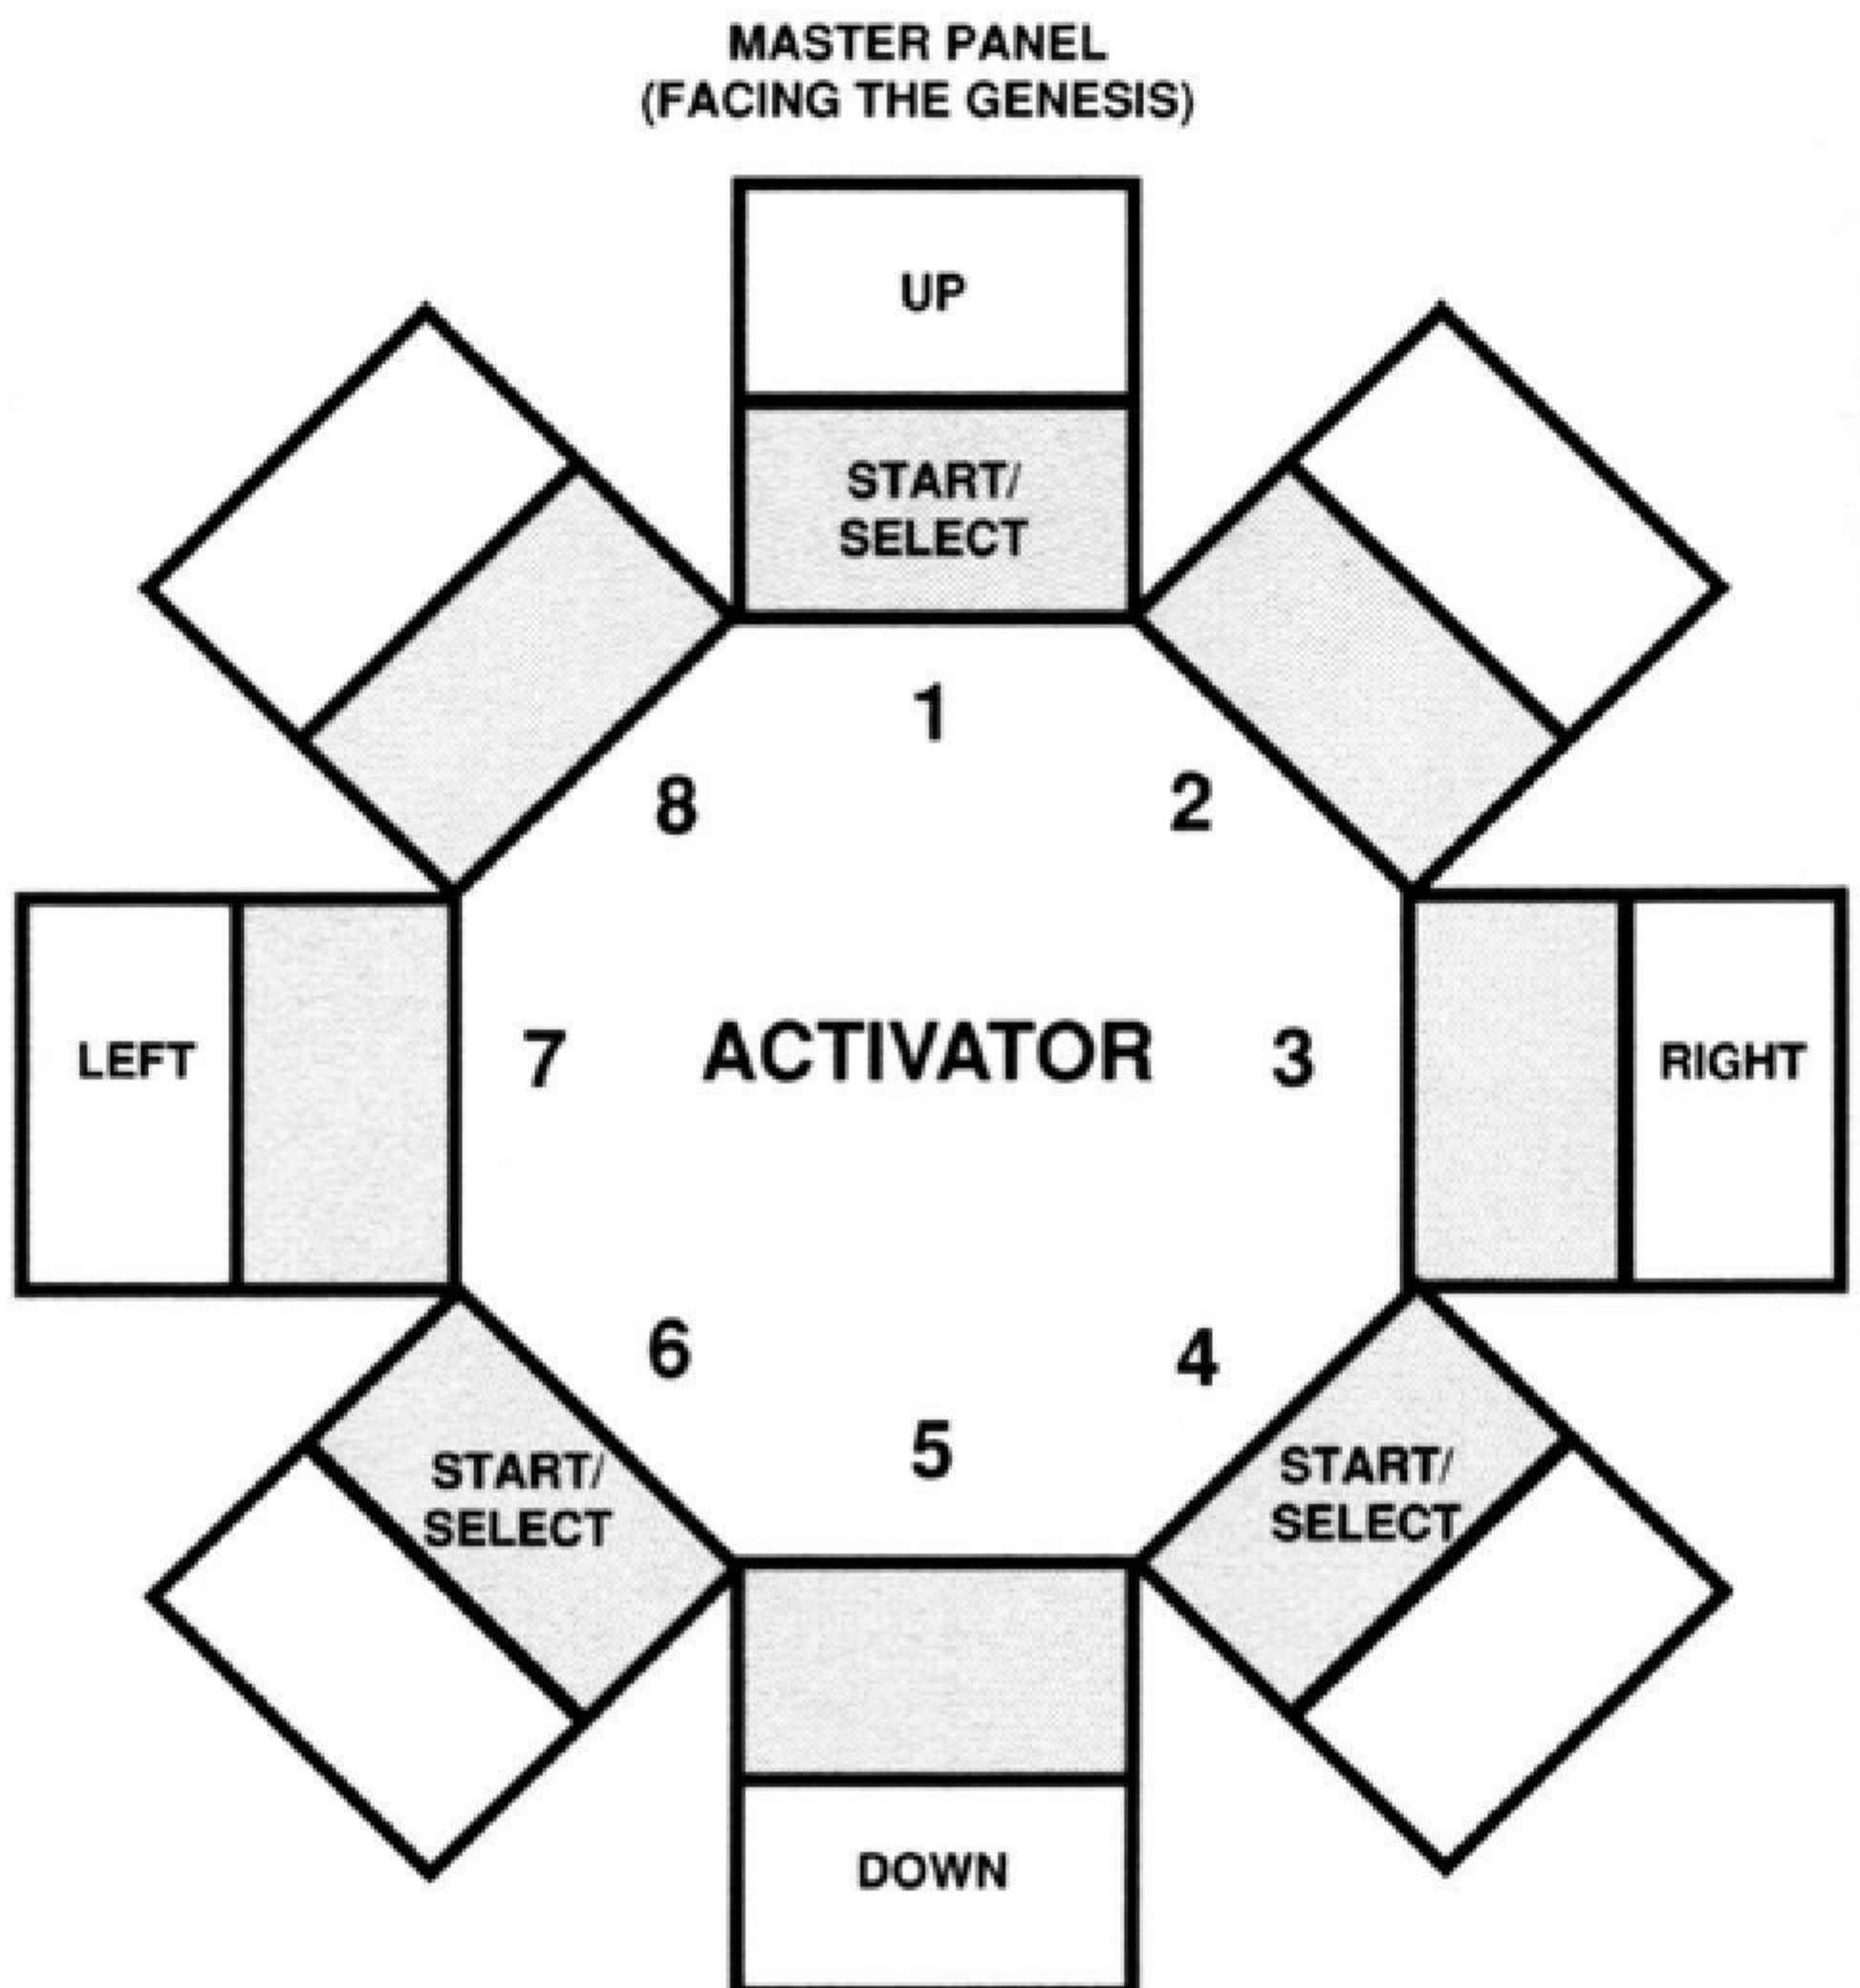 MASTER PANEL
(FACING THE GENESIS)
UP
START/
SELECT
1
8
2
LEFT
7
ACTIVATOR
3
RIGHT
6
4
5
START/
SELECT
START/
SELECT
DOWN